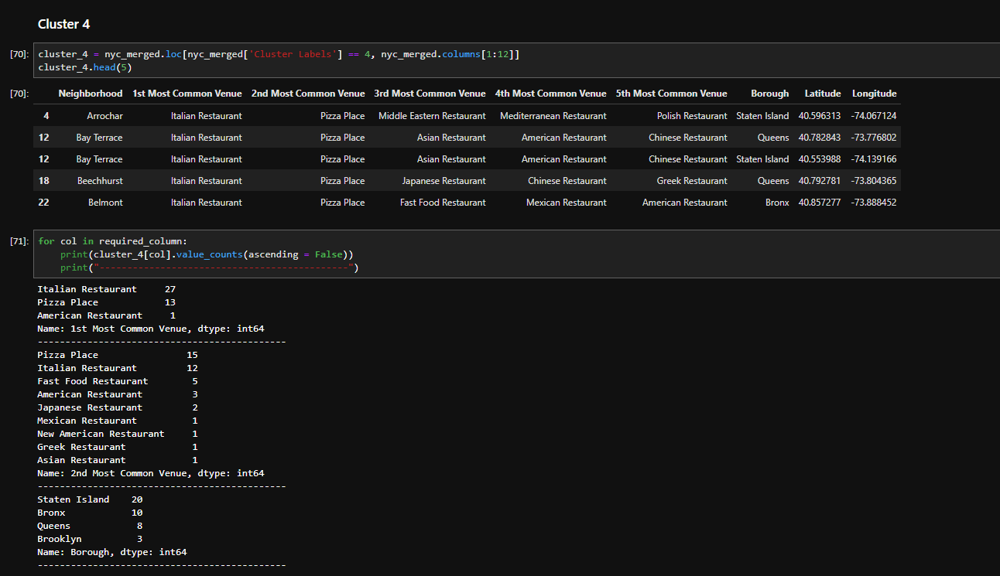 Cluster 4
[70]: cluster_4 = nyc_merged.loc[nyc_merged['Cluster Labels'] == 4, nyc_merged.columns[1:12]]
cluster_4.head(5)
[70]: Neighborhood 1st Most Common Venue 2nd Most Common Venue 3rd Most Common Venue 4th Most Common Venue 5th Most Common Venue Borough Latitude Longitude
4 Arrochar Italian Restaurant Pizza Place Middle Eastern Restaurant Mediterranean Restaurant Polish Restaurant Staten Island 40.596313 -74.067124
12 Bay Terrace Italian Restaurant Pizza Place Asian Restaurant American Restaurant Chinese Restaurant Queens 40.782843 -73.776802
12 Bay Terrace Italian Restaurant Pizza Place Asian Restaurant American Restaurant Chinese Restaurant Staten Island 40.553988 -74.139166
18 Beechhurst Italian Restaurant Pizza Place Japanese Restaurant Chinese Restaurant Greek Restaurant Queens 40.792781 -73.804365
22 Belmont Italian Restaurant Pizza Place Fast Food Restaurant Mexican Restaurant American Restaurant Bronx 40.857277 -73.888452
[71]: for col in required_column:
    print(cluster_4[col].value_counts(ascending = False))
    print("---------------------------------------------")
Italian Restaurant 27
Pizza Place 13
American Restaurant 1
Name: 1st Most Common Venue, dtype: int64
---------------------------------------------
Pizza Place 15
Italian Restaurant 12
Fast Food Restaurant 5
American Restaurant 3
Japanese Restaurant 2
Mexican Restaurant 1
New American Restaurant 1
Greek Restaurant 1
Asian Restaurant 1
Name: 2nd Most Common Venue, dtype: int64
---------------------------------------------
Staten Island 20
Bronx 10
Queens 8
Brooklyn 3
Name: Borough, dtype: int64
---------------------------------------------